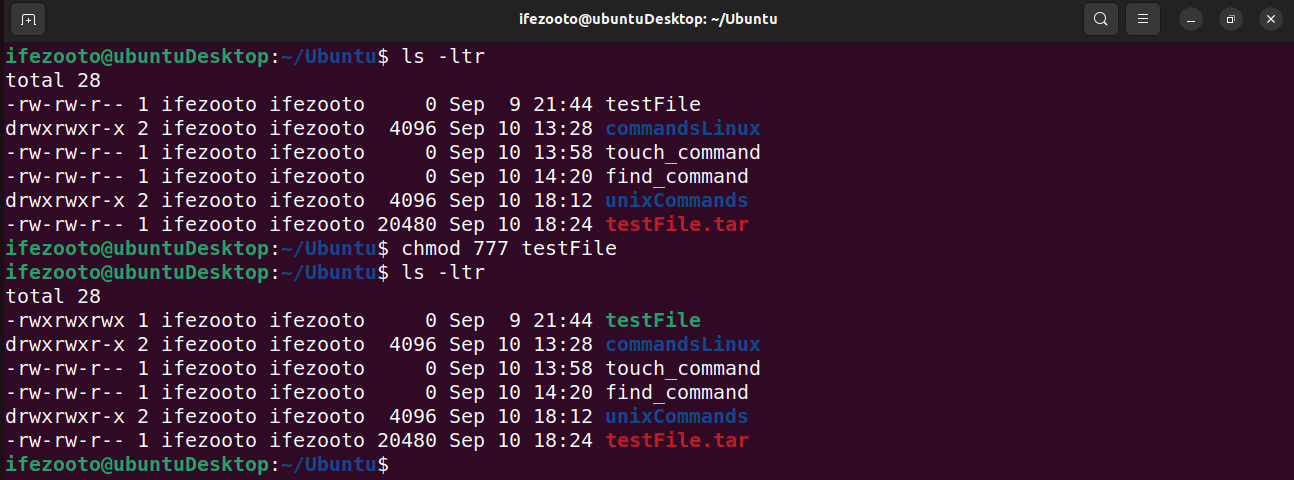 ifezooto@ubuntuDesktop: ~/Ubuntu
ifezooto@ubuntuDesktop:~/Ubuntu$ ls -ltr
total 28
-rw-rw-r-- 1 ifezooto ifezooto     0 Sep  9 21:44 testFile
drwxrwxr-x 2 ifezooto ifezooto  4096 Sep 10 13:28 commandsLinux
-rw-rw-r-- 1 ifezooto ifezooto     0 Sep 10 13:58 touch_command
-rw-rw-r-- 1 ifezooto ifezooto     0 Sep 10 14:20 find_command
drwxrwxr-x 2 ifezooto ifezooto  4096 Sep 10 18:12 unixCommands
-rw-rw-r-- 1 ifezooto ifezooto 20480 Sep 10 18:24 testFile.tar
ifezooto@ubuntuDesktop:~/Ubuntu$ chmod 777 testFile
ifezooto@ubuntuDesktop:~/Ubuntu$ ls -ltr
total 28
-rwxrwxrwx 1 ifezooto ifezooto     0 Sep  9 21:44 testFile
drwxrwxr-x 2 ifezooto ifezooto  4096 Sep 10 13:28 commandsLinux
-rw-rw-r-- 1 ifezooto ifezooto     0 Sep 10 13:58 touch_command
-rw-rw-r-- 1 ifezooto ifezooto     0 Sep 10 14:20 find_command
drwxrwxr-x 2 ifezooto ifezooto  4096 Sep 10 18:12 unixCommands
-rw-rw-r-- 1 ifezooto ifezooto 20480 Sep 10 18:24 testFile.tar
ifezooto@ubuntuDesktop:~/Ubuntu$